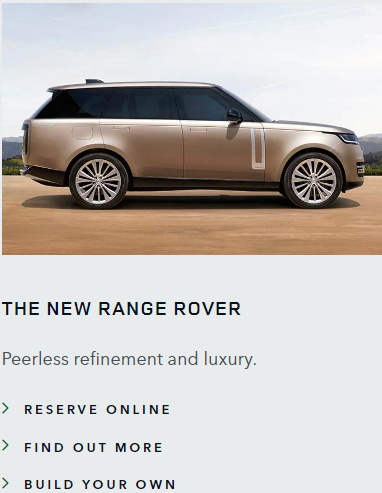 THE NEW RANGE ROVER
Peerless refinement and luxury.
RESERVE ONLINE
FIND OUT MORE
BUILD YOUR OWN